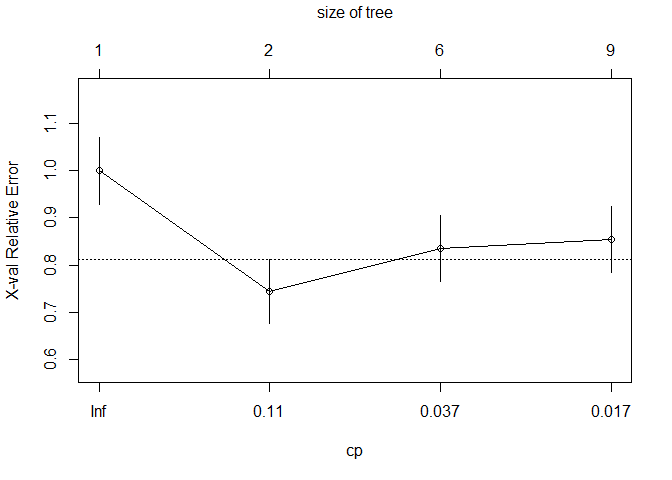 size of tree
1 2 6 9
X-val Relative Error
1.1
1.0
0.9
0.8
0.7
0.6
Inf 0.11 0.037 0.017
cp